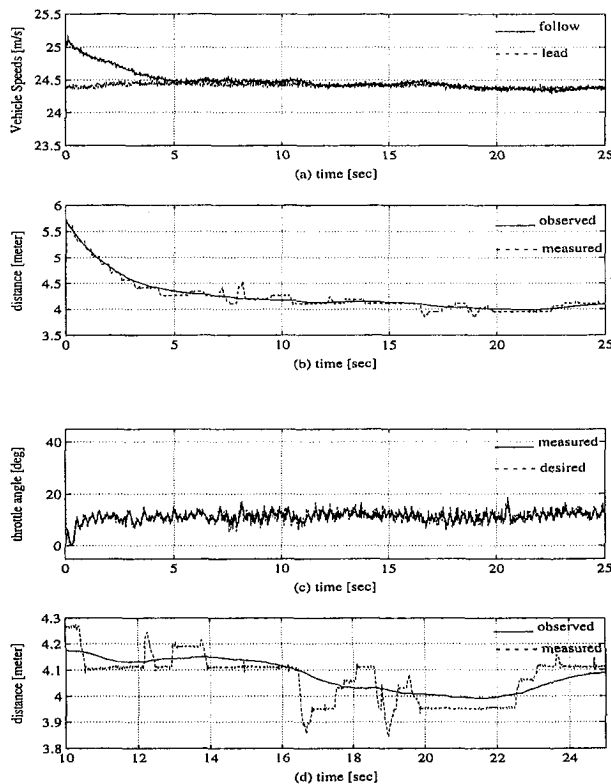 25.5
25
24.5
24
23.5
Vehicle Speeds [m/s]
follow
lead
0 5 10 15 20 25
(a) time [sec]
6
5.5
5
4.5
4
3.5
distance [meter]
observed
measured
0 5 10 15 20 25
(b) time [sec]
40
20
0
throttle angle [deg]
measured
desired
0 5 10 15 20 25
(c) time [sec]
4.3
4.2
4.1
4
3.9
3.8
distance [meter]
observed
measured
10 12 14 16 18 20 22 24
(d) time [sec]